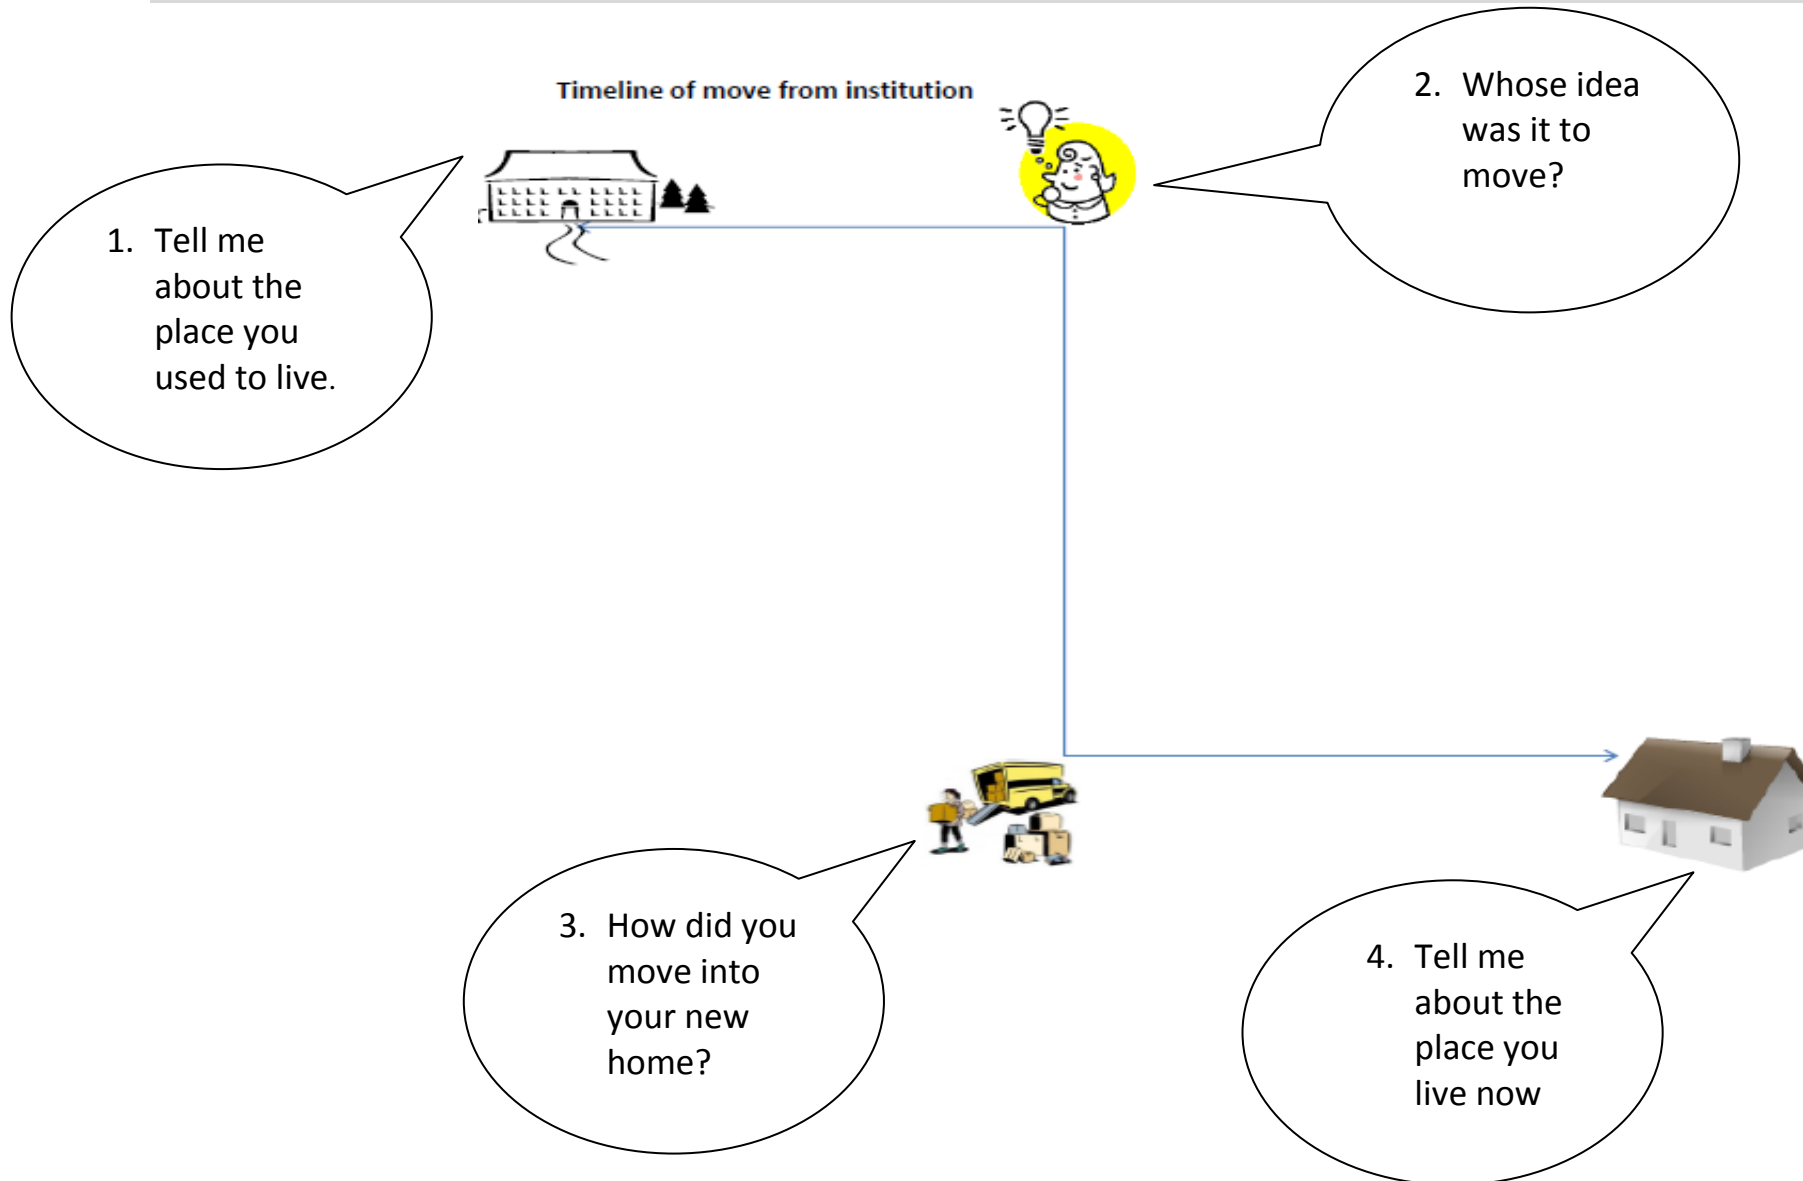 Timeline of move from institution
1. Tell me
about the
place you
used to live.
2. Whose idea
was it to
move?
3. How did you
move into
your new
home?
4. Tell me
about the
place you
live now